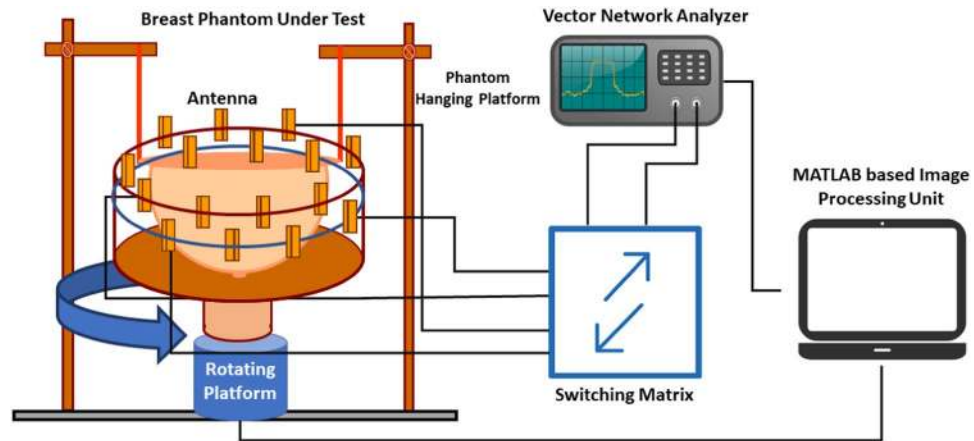 Breast Phantom Under Test
Vector Network Analyzer
Phantom
Hanging Platform
Antenna
MATLAB based Image
Processing Unit
Rotating
Platform
Switching Matrix